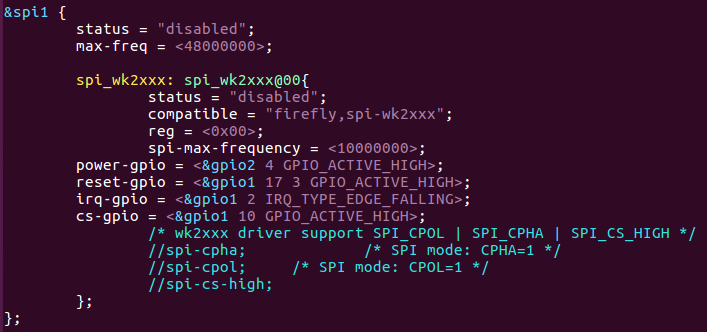 &spi1 {
status = "disabled";
max-freq = <48000000>;
spi_wk2xxx: spi_wk2xxx@00{
status = "disabled";
compatible = "firefly,spi-wk2xxx";
reg = <0x00>;
spi-max-frequency = <10000000>;
power-gpio = <&gpio2 4 GPIO_ACTIVE_HIGH>;
reset-gpio = <&gpio1 17 3 GPIO_ACTIVE_HIGH>;
irq-gpio = <&gpio1 2 IRQ_TYPE_EDGE_FALLING>;
cs-gpio = <&gpio1 10 GPIO_ACTIVE_HIGH>;
/* wk2xxx driver support SPI_CPOL | SPI_CPHA | SPI_CS_HIGH */
//spi-cpha; /* SPI mode: CPHA=1 */
//spi-cpol; /* SPI mode: CPOL=1 */
//spi-cs-high;
};
};